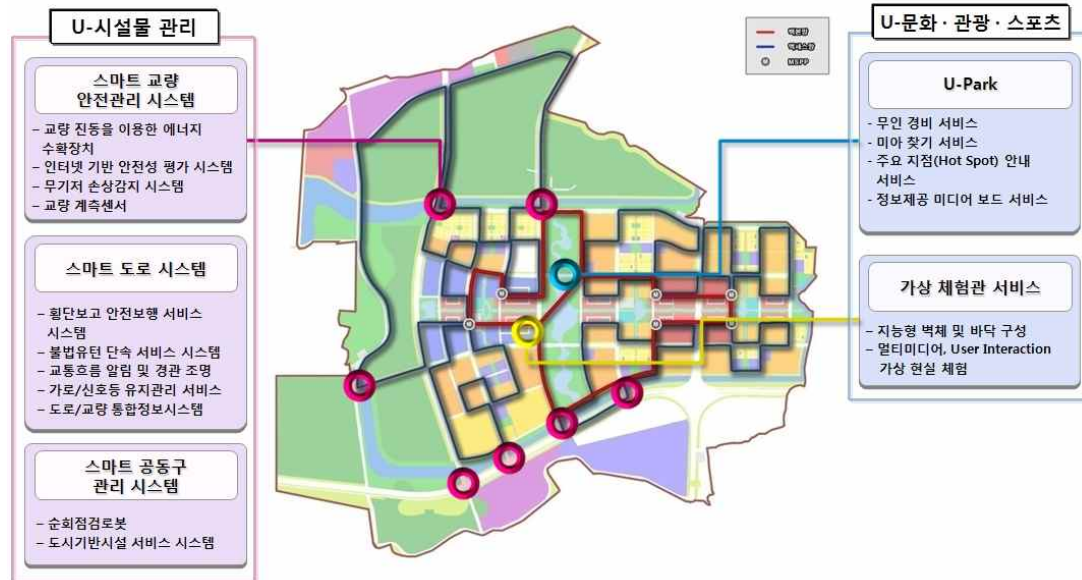 U-시설물 관리
스마트 교량
안전관리 시스템
– 교량 진동을 이용한 에너지
수확장치
– 인터넷 기반 안전성 평가 시스템
– 무기저 손상감지 시스템
– 교량 계측센서
스마트 도로 시스템
– 횡단보고 안전보행 서비스
시스템
– 불법유턴 단속 서비스 시스템
– 교통흐름 알림 및 경관 조명
– 가로/신호등 유지관리 서비스
– 도로/교량 통합정보시스템
스마트 공동구
관리 시스템
– 순회점검로봇
– 도시기반시설 서비스 시스템
백본망
액세스망
MSPP
U-문화·관광·스포츠
U-Park
- 무인 경비 서비스
- 미아 찾기 서비스
- 주요 지점(Hot Spot) 안내
서비스
- 정보제공 미디어 보드 서비스
가상 체험관 서비스
– 지능형 벽체 및 바닥 구성
– 멀티미디어, User Interaction
가상 현실 체험